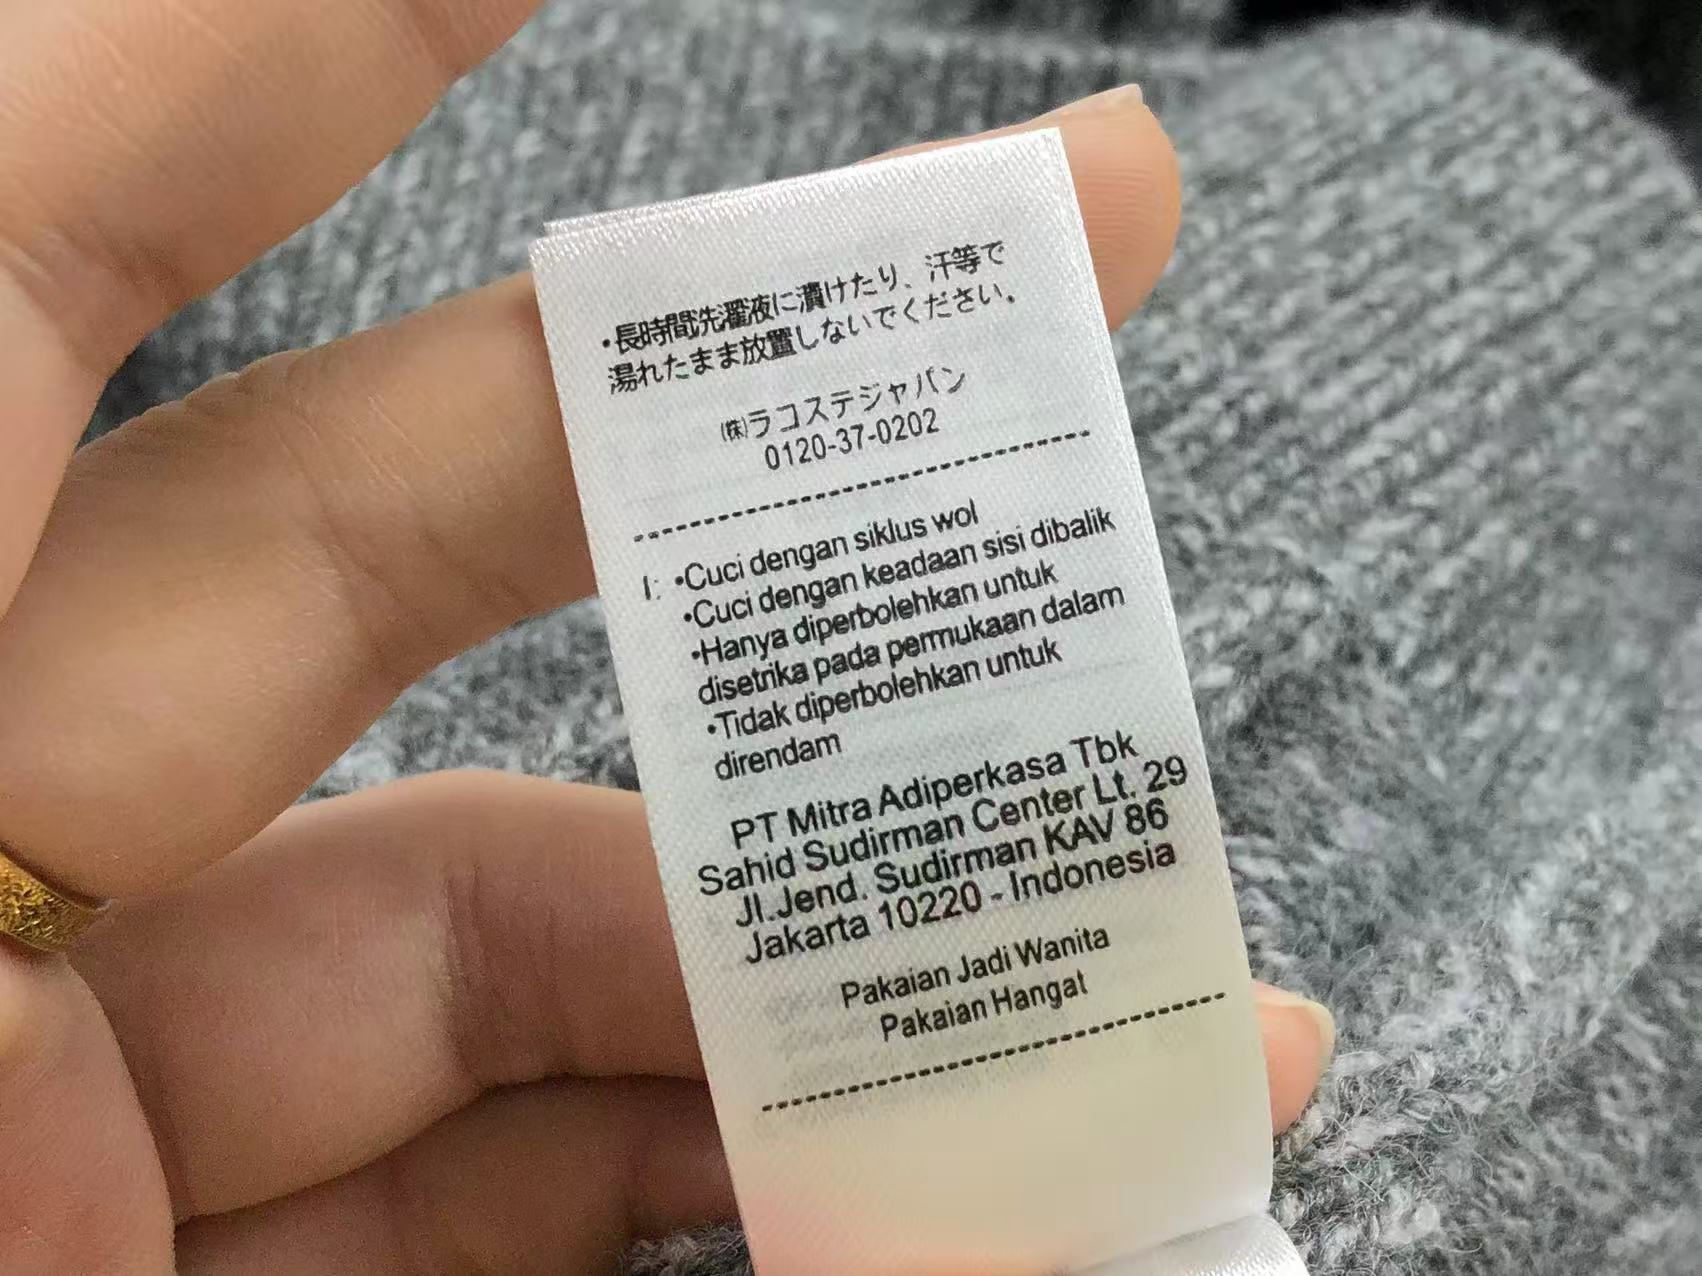 ・長時間洗濯液に漬けたり、汗等で
湯れたまま放置しないでください。
㈱ラコステジャパン
0120-37-0202
I: •Cuci dengan siklus wol
•Cuci dengan keadaan sisi dibalik
•Hanya diperbolehkan untuk
disetrika pada permukaan dalam
•Tidak diperbolehkan untuk
direndam
PT Mitra Adiperkasa Tbk
Sahid Sudirman Center Lt. 29
Jl.Jend. Sudirman KAV 86
Jakarta 10220 - Indonesia
Pakaian Jadi Wanita
Pakaian Hangat